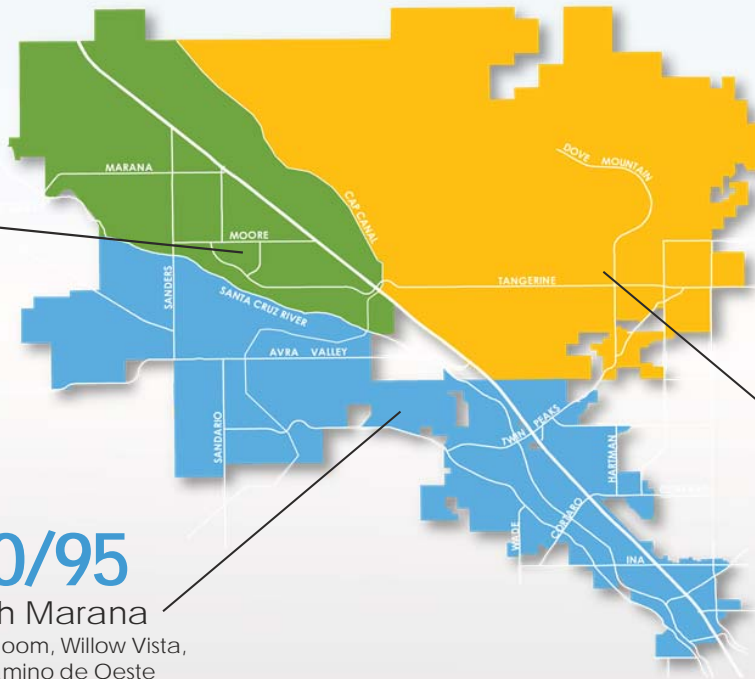 DOVE MOUNTAIN
MARANA
CAP CANAL
MOORE
TANGERINE
SANDERS
SANTA CRUZ RIVER
AVRA VALLEY
SANDARIO
TWIN PEAKS
HARTMAN
WADE
CORTARO
INA
0/95
h Marana
oom, Willow Vista,
mino de Oeste